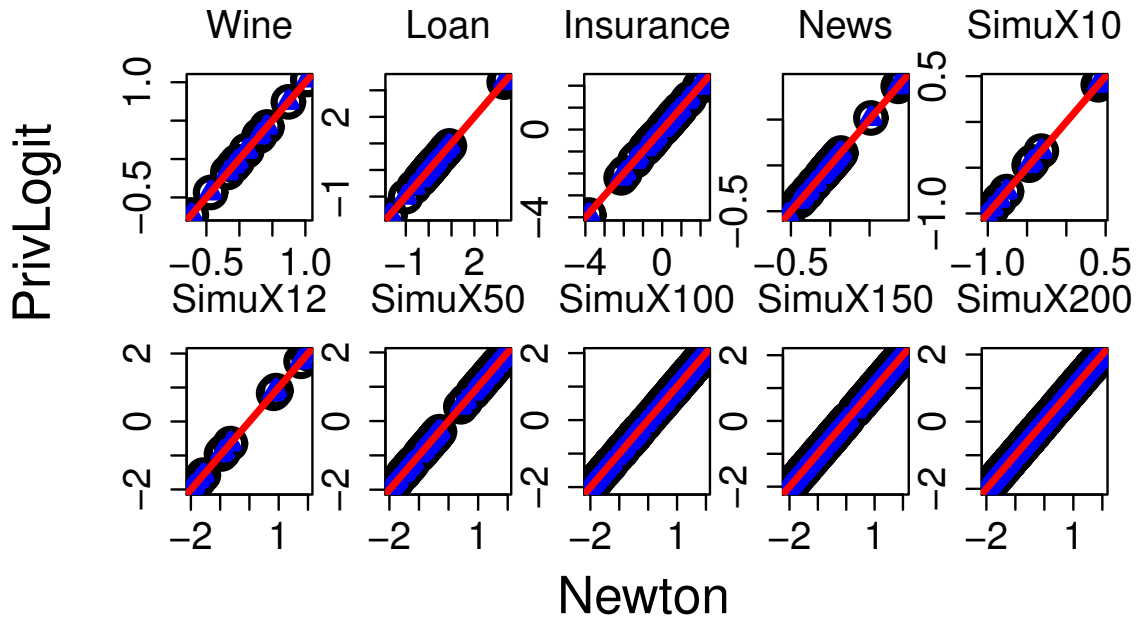 Wine Loan Insurance News SimuX10
PrivLogit
−0.5 1.0
−1 2
−4 0
−0.5
−1.0 0.5
−0.5 1.0 −1 2 −4 0 −0.5 −1.0 0.5
SimuX12 SimuX50 SimuX100 SimuX150 SimuX200
−2 0 2
−2 0 2
−2 0 2
−2 0 2
−2 0 2
−2 1 −2 1 −2 1 −2 1 −2 1
Newton